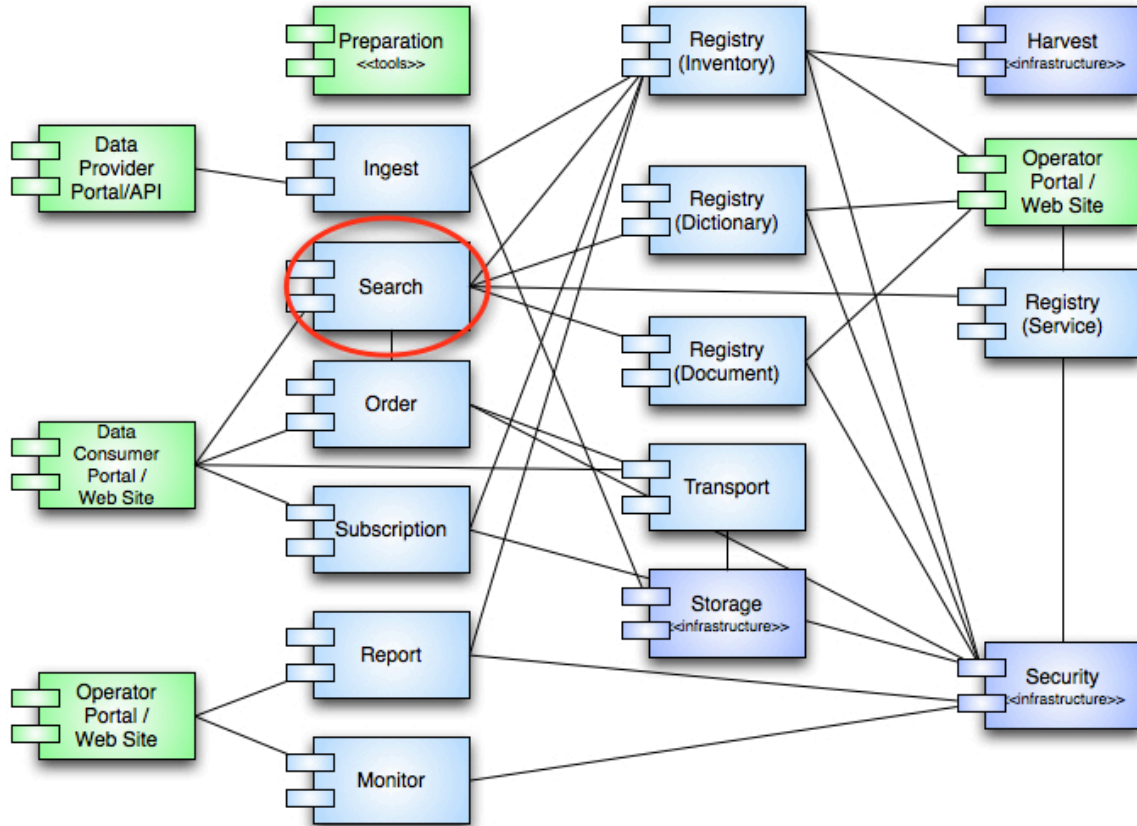 Preparation
<<tools>>
Registry
(Inventory)
Harvest
<<infrastructure>>
Data
Provider
Portal/API
Ingest
Registry
(Dictionary)
Operator
Portal /
Web Site
Search
Registry
(Document)
Registry
(Service)
Data
Consumer
Portal /
Web Site
Order
Transport
Subscription
Storage
<<infrastructure>>
Operator
Portal /
Web Site
Report
Security
<<infrastructure>>
Monitor